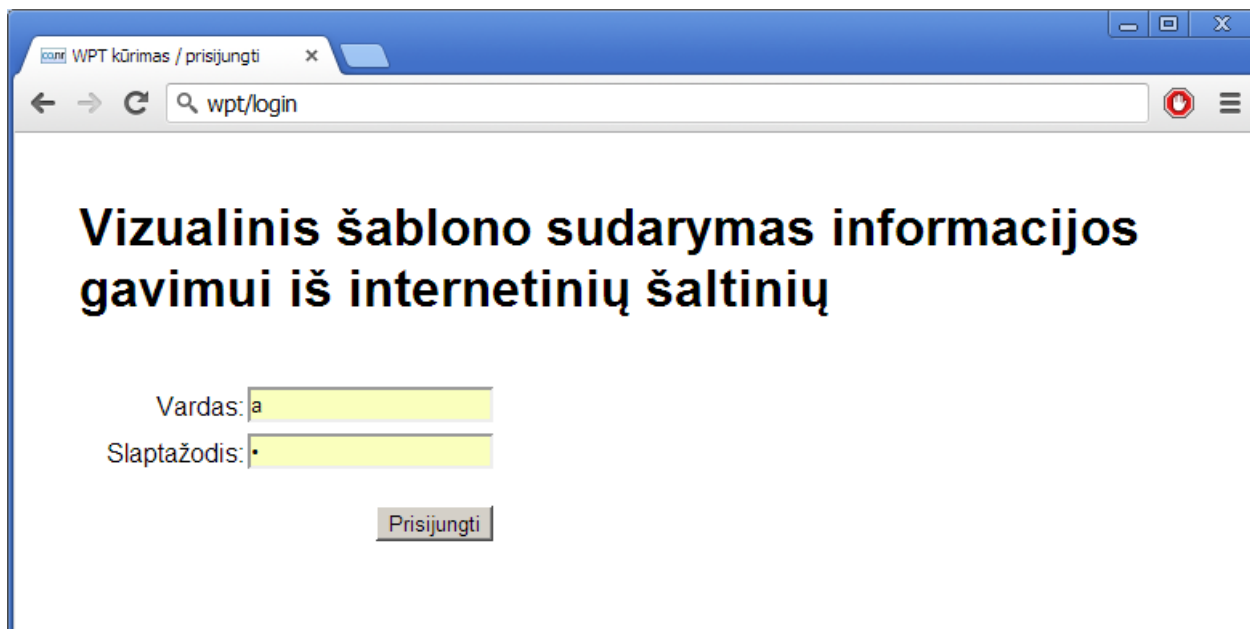 WPT kūrimas / prisijungti
wpt/login
Vizualinis šablono sudarymas informacijos
gavimui iš internetinių šaltinių
Vardas: a
Slaptažodis: •
Prisijungti